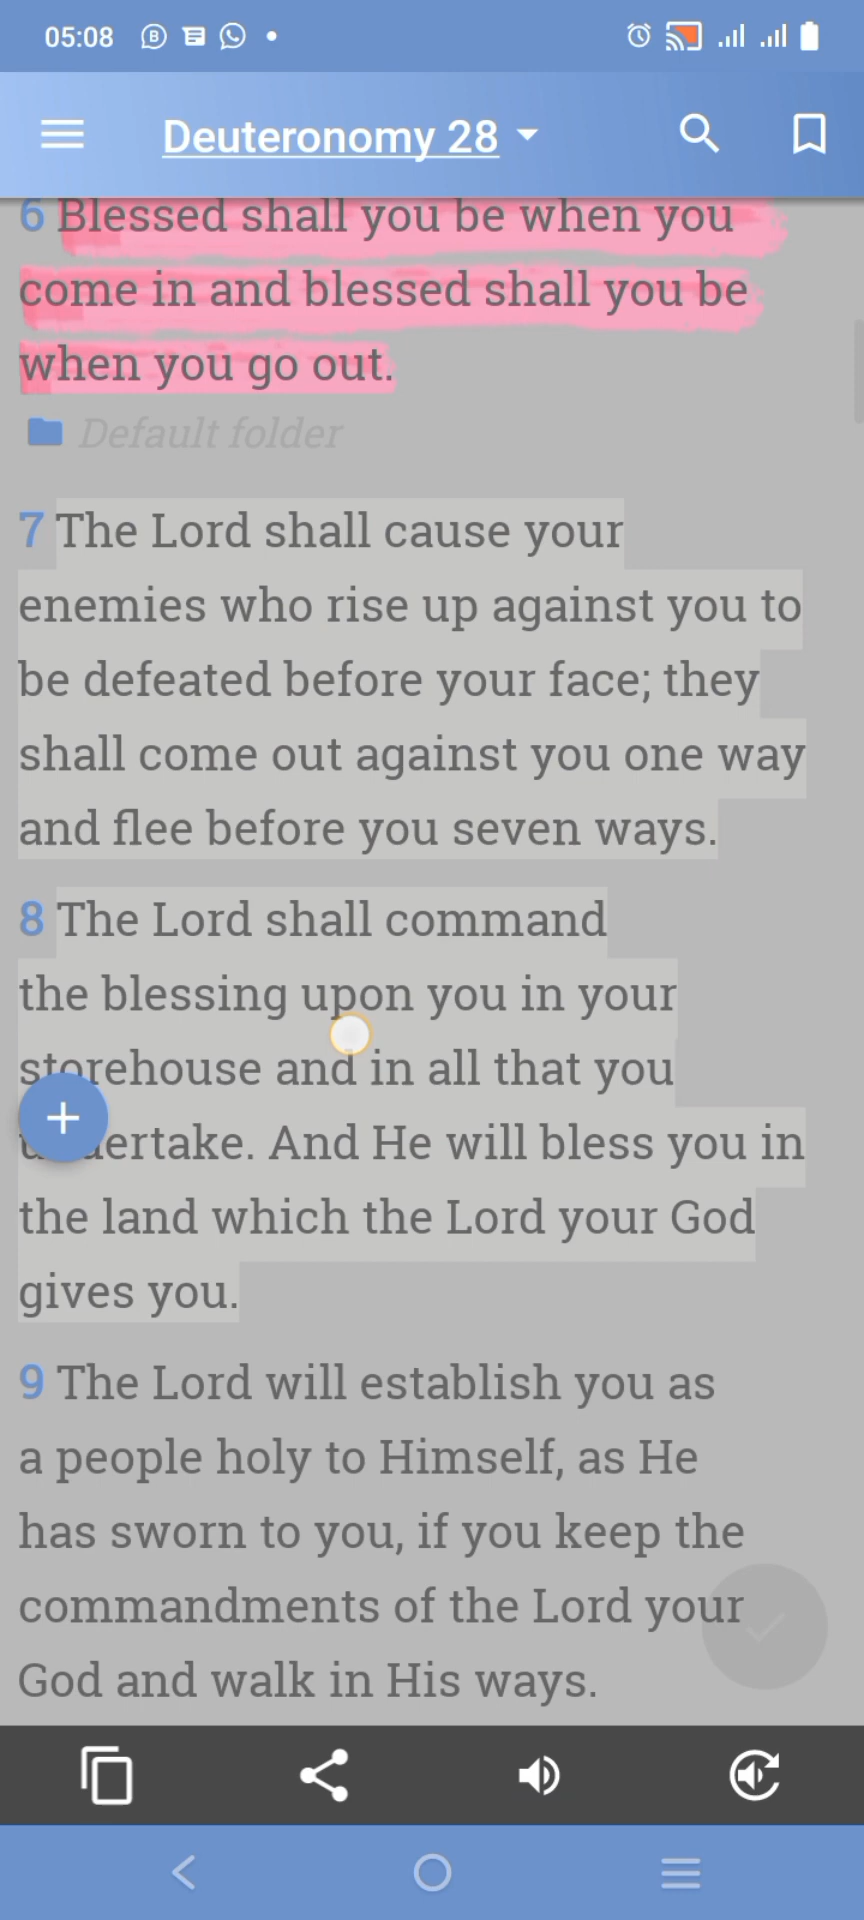 05:08
Deuteronomy 28
6 Blessed shall you be when you
come in and blessed shall you be
when you go out.
Default folder
7 The Lord shall cause your
enemies who rise up against you to
be defeated before your face; they
shall come out against you one way
and flee before you seven ways.
8 The Lord shall command
the blessing upon you in your
storehouse and in all that you
undertake. And He will bless you in
the land which the Lord your God
gives you.
9 The Lord will establish you as
a people holy to Himself, as He
has sworn to you, if you keep the
commandments of the Lord your
God and walk in His ways.